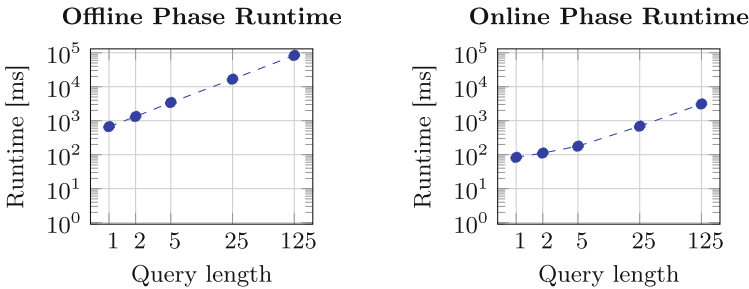 Offline Phase Runtime
10^5
10^4
10^3
10^2
10^1
10^0
Runtime [ms]
1 2 5 25 125
Query length
Online Phase Runtime
10^5
10^4
10^3
10^2
10^1
10^0
Runtime [ms]
1 2 5 25 125
Query length